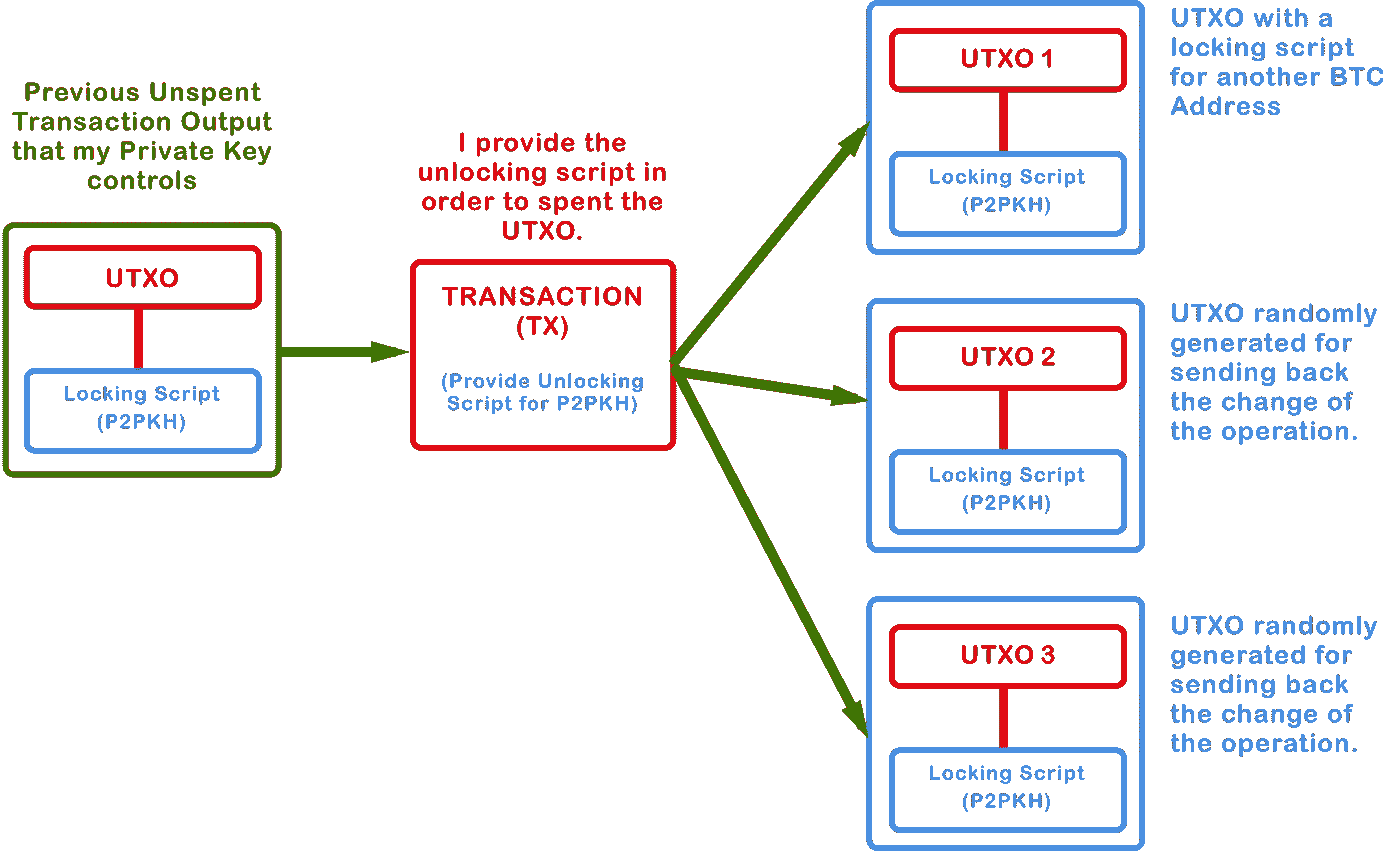 Previous Unspent
Transaction Output
that my Private Key
controls
UTXO
Locking Script
(P2PKH)
I provide the
unlocking script in
order to spent the
UTXO.
TRANSACTION
(TX)
(Provide Unlocking
Script for P2PKH)
UTXO 1
Locking Script
(P2PKH)
UTXO with a
locking script
for another BTC
Address
UTXO 2
Locking Script
(P2PKH)
UTXO randomly
generated for
sending back
the change of
the operation.
UTXO 3
Locking Script
(P2PKH)
UTXO randomly
generated for
sending back
the change of
the operation.